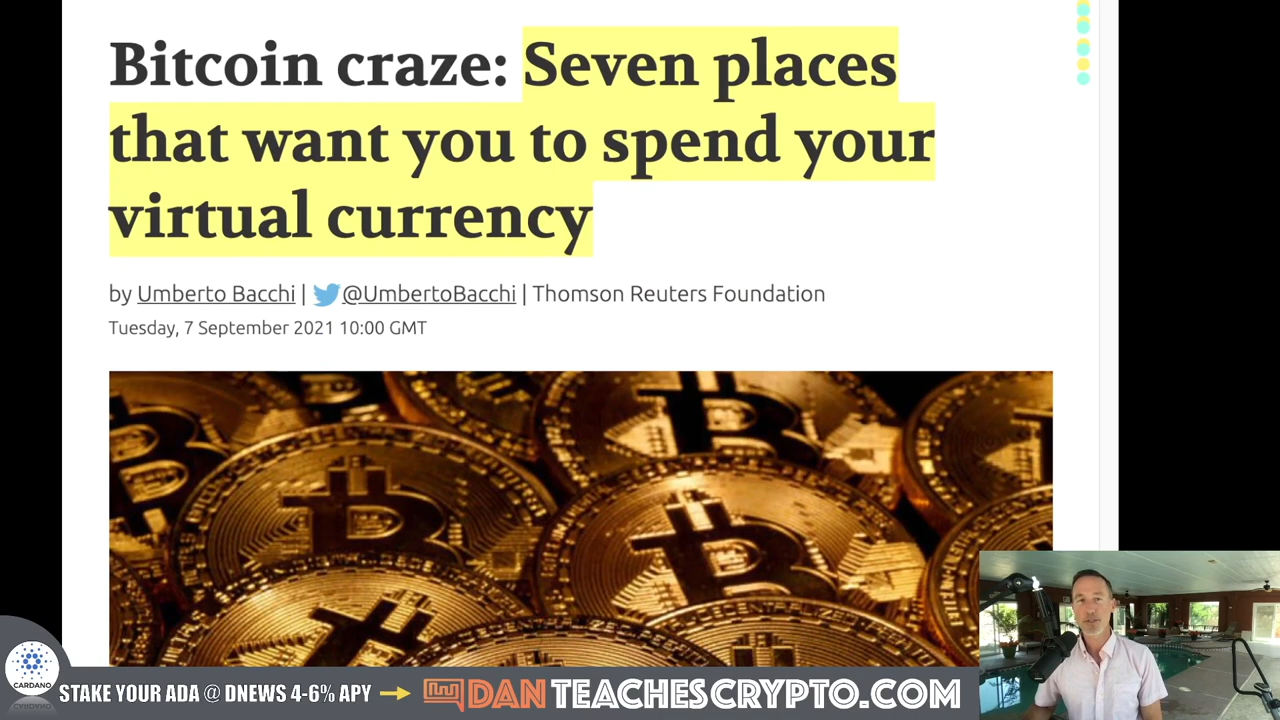 Bitcoin craze: Seven places
that want you to spend your
virtual currency
by Umberto Bacchi | @UmbertoBacchi | Thomson Reuters Foundation
Tuesday, 7 September 2021 10:00 GMT
CARDANO
STAKE YOUR ADA @ DNEWS 4-6% APY
DANTEACHESCRYPTO.COM